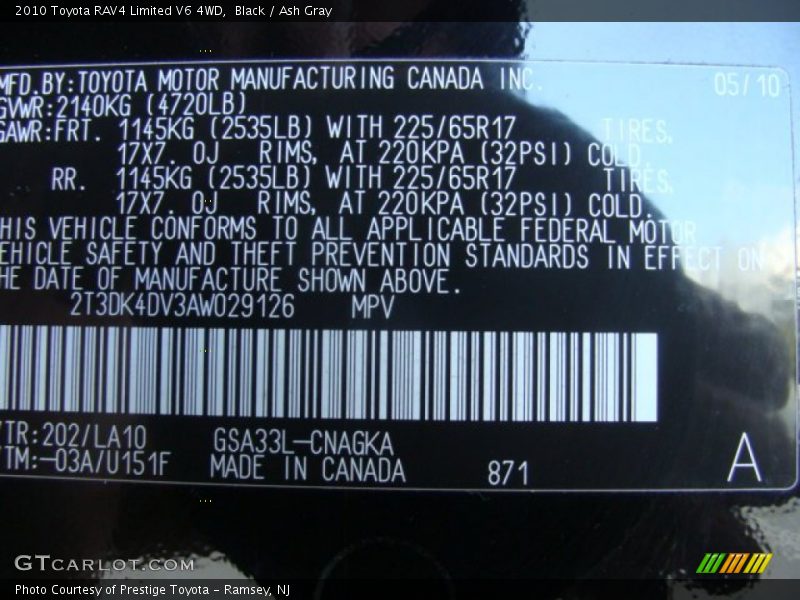 2010 Toyota RAV4 Limited V6 4WD,  Black / Ash Gray
MFD.BY:TOYOTA MOTOR MANUFACTURING CANADA INC. 05/10
GVWR:2140KG (4720LB)
GAWR:FRT. 1145KG (2535LB) WITH 225/65R17 TIRES,
17X7. 0J RIMS, AT 220KPA (32PSI) COLD.
RR. 1145KG (2535LB) WITH 225/65R17 TIRES,
17X7. 0J RIMS, AT 220KPA (32PSI) COLD.
HIS VEHICLE CONFORMS TO ALL APPLICABLE FEDERAL MOTOR
EHICLE SAFETY AND THEFT PREVENTION STANDARDS IN EFFECT ON
HE DATE OF MANUFACTURE SHOWN ABOVE.
2T3DK4DV3AW029126 MPV
/TR:202/LA10 GSA33L-CNAGKA
/TM:-03A/U151F MADE IN CANADA 871 A
GTCARLOT.COM
Photo Courtesy of Prestige Toyota - Ramsey, NJ